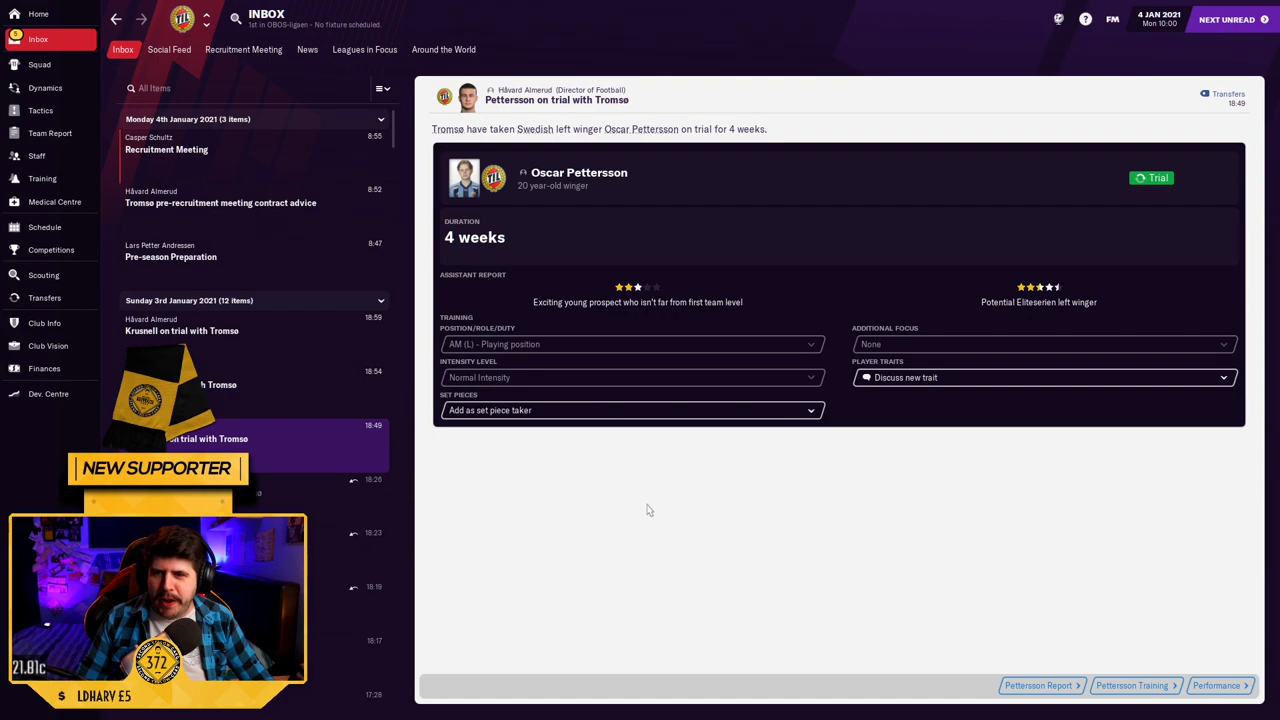 Home
INBOX
1st in OBOS-ligaen - No fixture scheduled.
FM
4 JAN 2021
Mon 10:00
NEXT UNREAD
5
Inbox
Squad
Dynamics
Tactics
Team Report
Staff
Training
Medical Centre
Schedule
Competitions
Scouting
Transfers
Club Info
Club Vision
Finances
Dev. Centre
Inbox
Social Feed
Recruitment Meeting
News
Leagues in Focus
Around the World
All Items
Monday 4th January 2021 (3 items)
Casper Schultz
8:55
Recruitment Meeting
Håvard Almerud
8:52
Tromsø pre-recruitment meeting contract advice
Lars Petter Andressen
8:47
Pre-season Preparation
Sunday 3rd January 2021 (12 items)
Håvard Almerud
18:59
Krusnell on trial with Tromsø
18:54
with Tromsø
18:49
on trial with Tromsø
18:26
18:23
18:19
18:17
17:28
TIL
Håvard Almerud (Director of Football)
Pettersson on trial with Tromsø
Transfers
18:49
Tromsø have taken Swedish left winger Oscar Pettersson on trial for 4 weeks.
TIL
Oscar Pettersson
20 year-old winger
Trial
DURATION
4 weeks
ASSISTANT REPORT
Exciting young prospect who isn't far from first team level
Potential Eliteserien left winger
TRAINING
POSITION/ROLE/DUTY
AM (L) - Playing position
ADDITIONAL FOCUS
None
INTENSITY LEVEL
Normal Intensity
PLAYER TRAITS
Discuss new trait
SET PIECES
Add as set piece taker
Pettersson Report
Pettersson Training
Performance
NEW SUPPORTER
21.81c
372
$ LDHARV £5